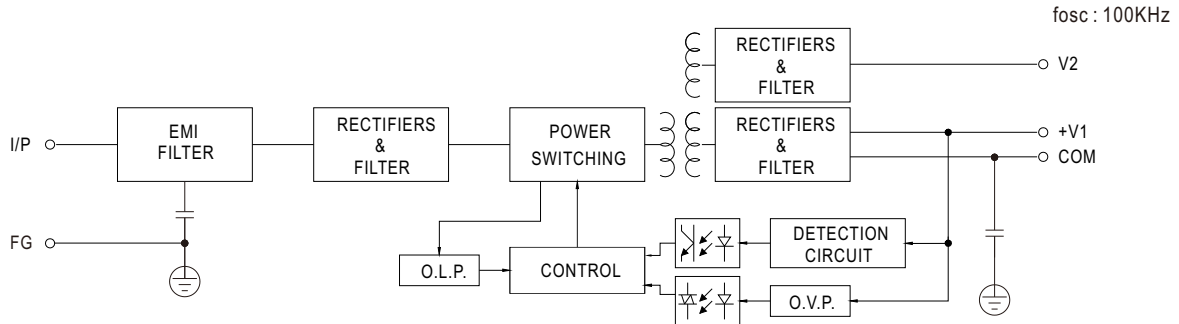 fosc : 100KHz
RECTIFIERS
&
FILTER
V2
I/P
EMI
FILTER
RECTIFIERS
&
FILTER
POWER
SWITCHING
RECTIFIERS
&
FILTER
+V1
COM
FG
O.L.P.
CONTROL
DETECTION
CIRCUIT
O.V.P.